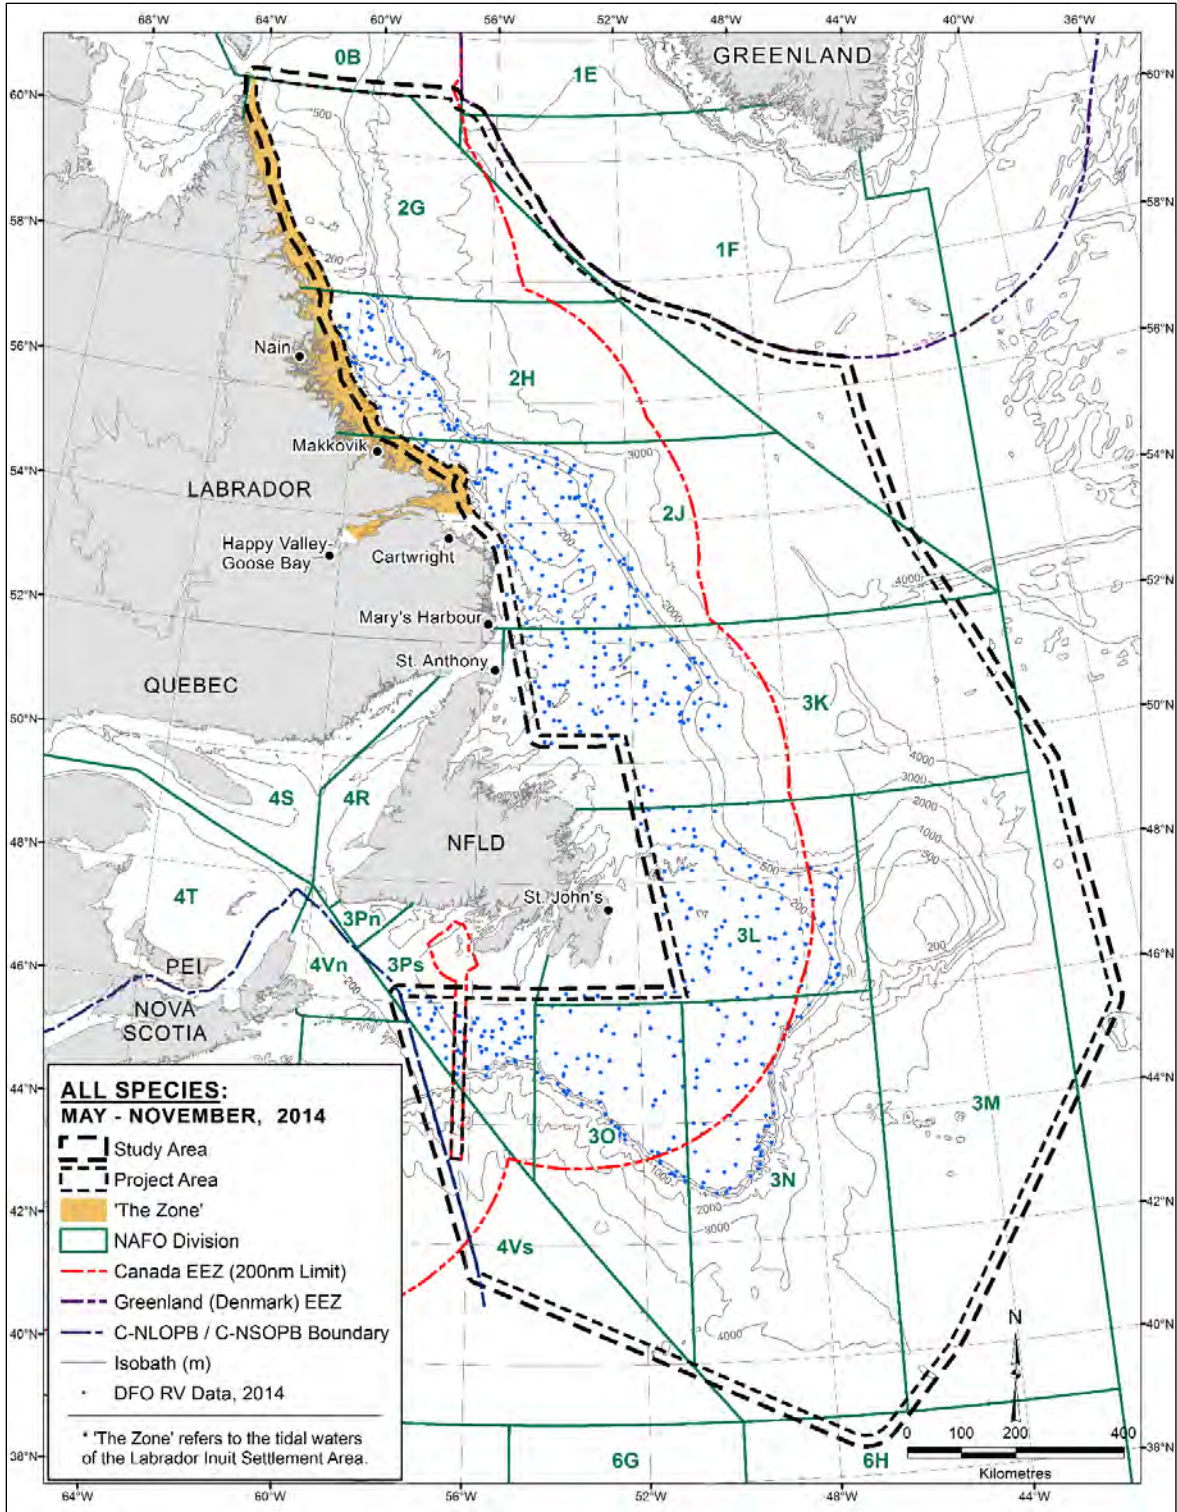 68°W 64°W 60°W 56°W 52°W 48°W 44°W 40°W 36°W
0B
1E
GREENLAND
60°N
60°N
500
2G
58°N
58°N
1F
200
56°N
56°N
Nain
2H
Makkovik
3000
54°N
54°N
LABRADOR
2J
Happy Valley-
Goose Bay
Cartwright
200
4000
52°N
52°N
Mary's Harbour
2000
St. Anthony
QUEBEC
3K
50°N
50°N
4000
3000
2000
4S
4R
1000
500
48°N
48°N
NFLD
500
4T
St. John's
200
3Pn
3L
200
46°N
46°N
PEI
4Vn
3Ps
NOVA
SCOTIA
200
44°N
44°N
3M
3O
1000
3N
2000
3000
42°N
42°N
4Vs
40°N
40°N
4000
38°N
38°N
6G
6H
ALL SPECIES:
MAY - NOVEMBER, 2014
Study Area
Project Area
'The Zone'
NAFO Division
Canada EEZ (200nm Limit)
Greenland (Denmark) EEZ
C-NLOPB / C-NSOPB Boundary
Isobath (m)
DFO RV Data, 2014
* 'The Zone' refers to the tidal waters
of the Labrador Inuit Settlement Area.
N
0 100 200 400
Kilometres
64°W 60°W 56°W 52°W 48°W 44°W